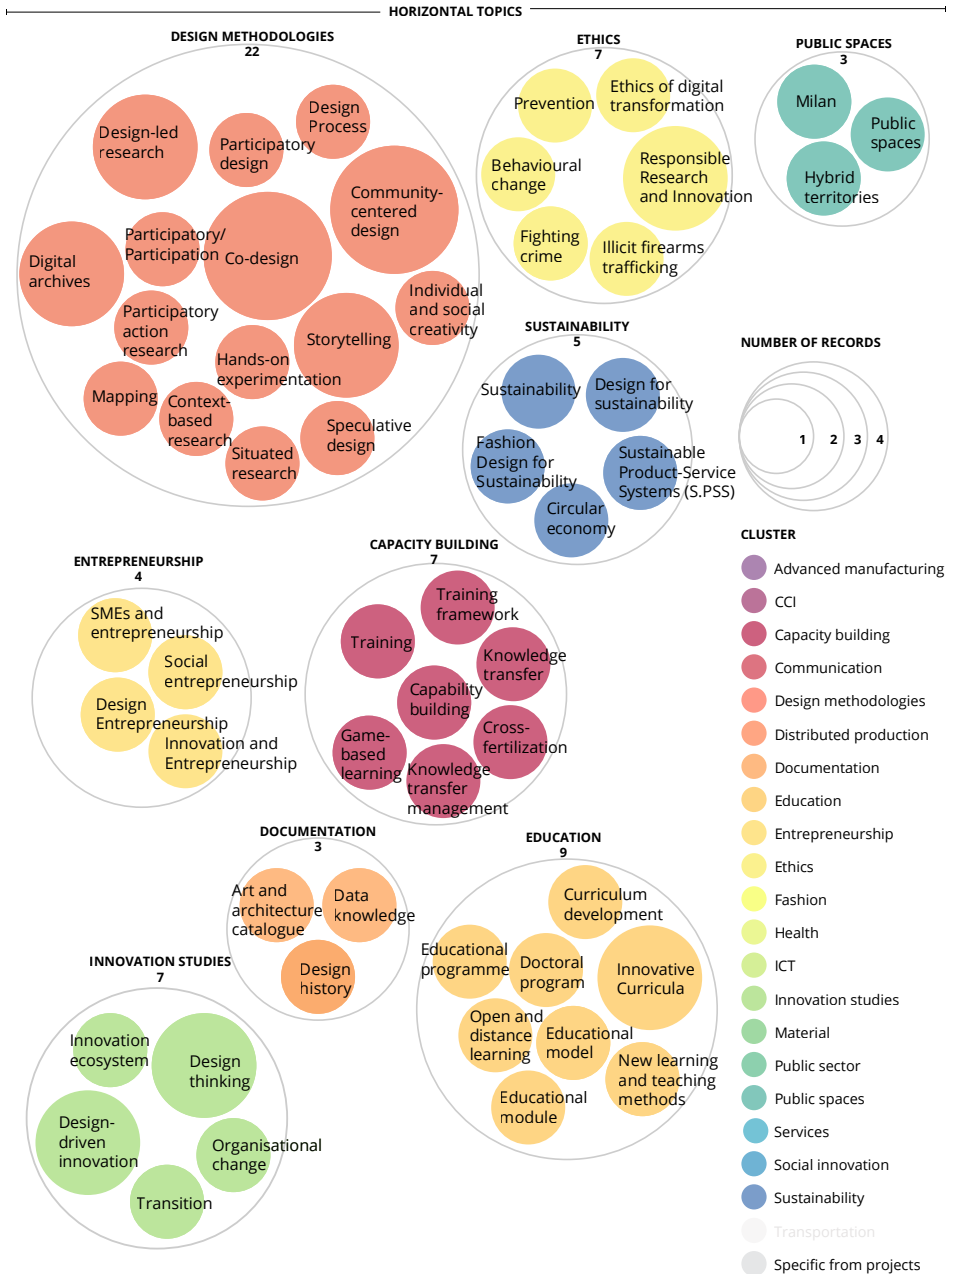 HORIZONTAL TOPICS
DESIGN METHODOLOGIES
22
Design-led
research
Participatory
design
Design
Process
Community-
centered
design
Participatory/
Participation
Co-design
Digital
archives
Individual
and social
creativity
Participatory
action
research
Storytelling
Hands-on
experimentation
Mapping
Context-
based
research
Speculative
design
Situated
research
ETHICS
7
Prevention
Ethics of digital
transformation
Behavioural
change
Responsible
Research
and Innovation
Fighting
crime
Illicit firearms
trafficking
PUBLIC SPACES
3
Milan
Public
spaces
Hybrid
territories
SUSTAINABILITY
5
Sustainability
Design for
sustainability
Fashion
Design for
Sustainability
Sustainable
Product-Service
Systems (S.PSS)
Circular
economy
NUMBER OF RECORDS
1
2
3
4
ENTREPRENEURSHIP
4
SMEs and
entrepreneurship
Social
entrepreneurship
Design
Entrepreneurship
Innovation and
Entrepreneurship
CAPACITY BUILDING
7
Training
framework
Training
Knowledge
transfer
Capability
building
Cross-
fertilization
Game-
based
learning
Knowledge
transfer
management
DOCUMENTATION
3
Art and
architecture
catalogue
Data
knowledge
Design
history
EDUCATION
9
Curriculum
development
Educational
programme
Doctoral
program
Innovative
Curricula
Open and
distance
learning
Educational
model
New learning
and teaching
methods
Educational
module
INNOVATION STUDIES
7
Innovation
ecosystem
Design
thinking
Design-
driven
innovation
Organisational
change
Transition
CLUSTER
Advanced manufacturing
CCI
Capacity building
Communication
Design methodologies
Distributed production
Documentation
Education
Entrepreneurship
Ethics
Fashion
Health
ICT
Innovation studies
Material
Public sector
Public spaces
Services
Social innovation
Sustainability
Transportation
Specific from projects